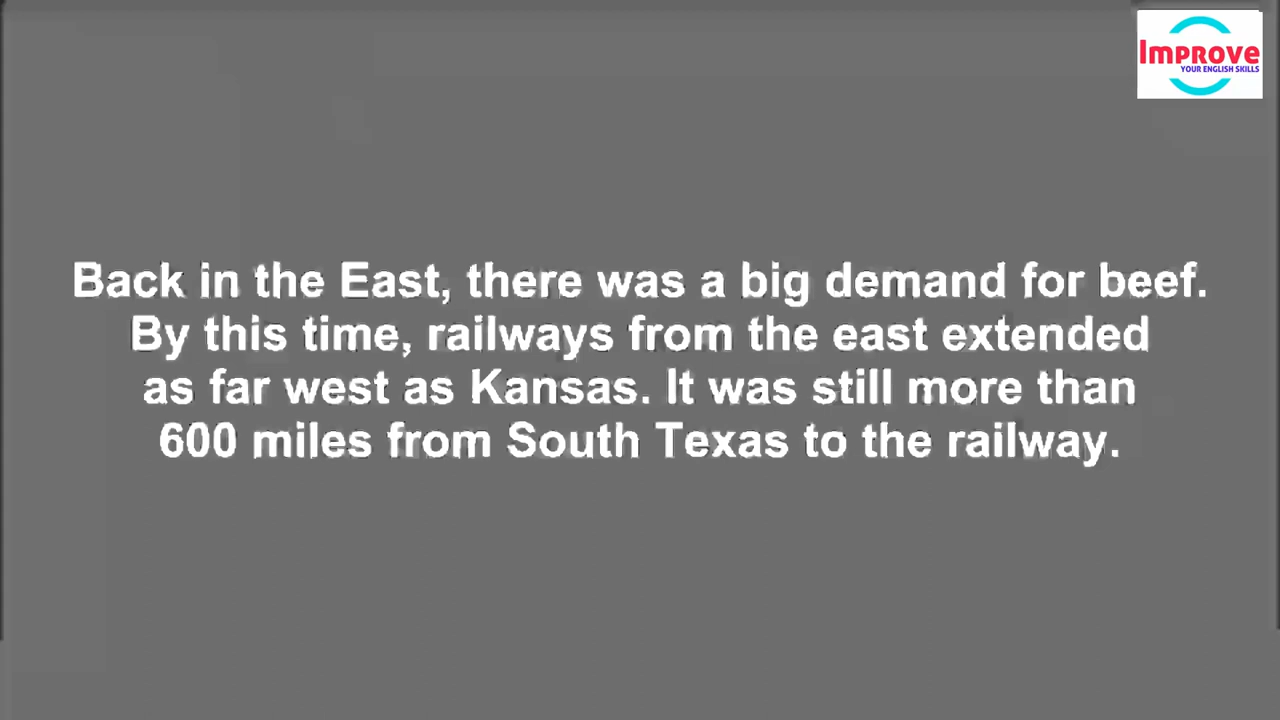 IMPROVE
YOUR ENGLISH SKILLS
Back in the East, there was a big demand for beef.
By this time, railways from the east extended
as far west as Kansas. It was still more than
600 miles from South Texas to the railway.